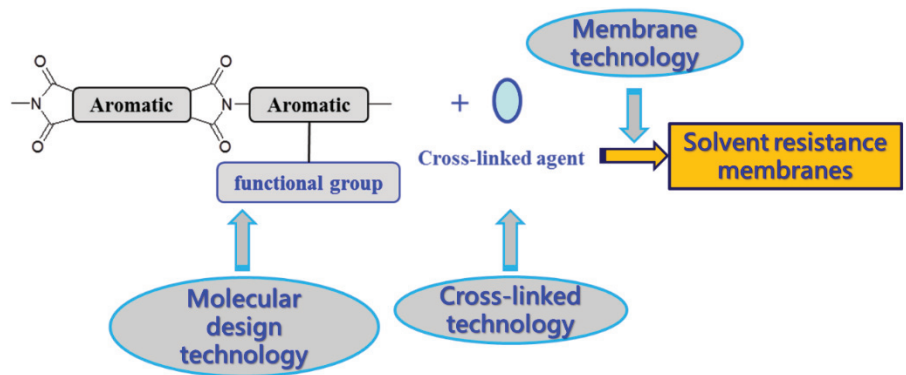 Membrane
technology
O
O
N
Aromatic
N
Aromatic
O
O
+
Cross-linked agent
Solvent resistance
membranes
functional group
Molecular
design
technology
Cross-linked
technology